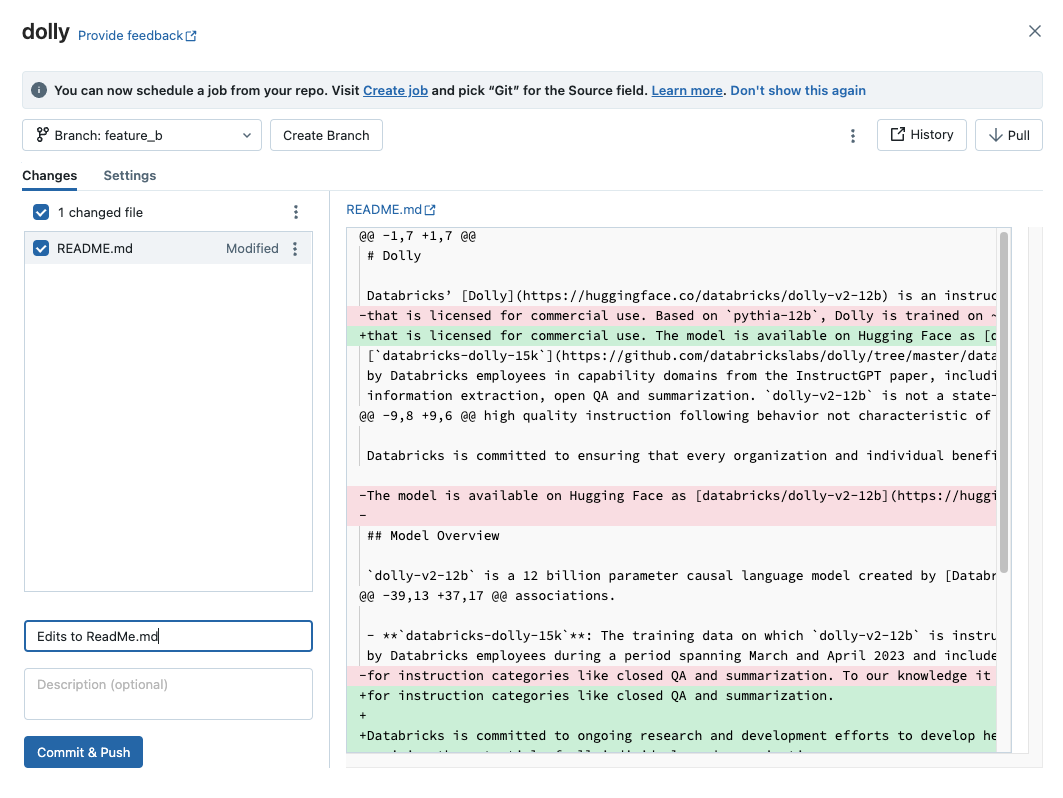 dolly Provide feedback
You can now schedule a job from your repo. Visit Create job and pick “Git” for the Source field. Learn more. Don't show this again
Branch: feature_b
Create Branch
History
Pull
Changes
Settings
1 changed file
README.md Modified
Edits to ReadMe.md
Description (optional)
Commit & Push
README.md
@@ -1,7 +1,7 @@
# Dolly
Databricks’ [Dolly](https://huggingface.co/databricks/dolly-v2-12b) is an instruc
-that is licensed for commercial use. Based on `pythia-12b`, Dolly is trained on ~
+that is licensed for commercial use. The model is available on Hugging Face as [d
[`databricks-dolly-15k`](https://github.com/databrickslabs/dolly/tree/master/data
by Databricks employees in capability domains from the InstructGPT paper, includi
information extraction, open QA and summarization. `dolly-v2-12b` is not a state-
@@ -9,8 +9,6 @@ high quality instruction following behavior not characteristic of
Databricks is committed to ensuring that every organization and individual benefi
-The model is available on Hugging Face as [databricks/dolly-v2-12b](https://huggi
-
## Model Overview
`dolly-v2-12b` is a 12 billion parameter causal language model created by [Databr
@@ -39,13 +37,17 @@ associations.
- **`databricks-dolly-15k`**: The training data on which `dolly-v2-12b` is instru
by Databricks employees during a period spanning March and April 2023 and include
-for instruction categories like closed QA and summarization. To our knowledge it
+for instruction categories like closed QA and summarization.
+
+Databricks is committed to ongoing research and development efforts to develop he